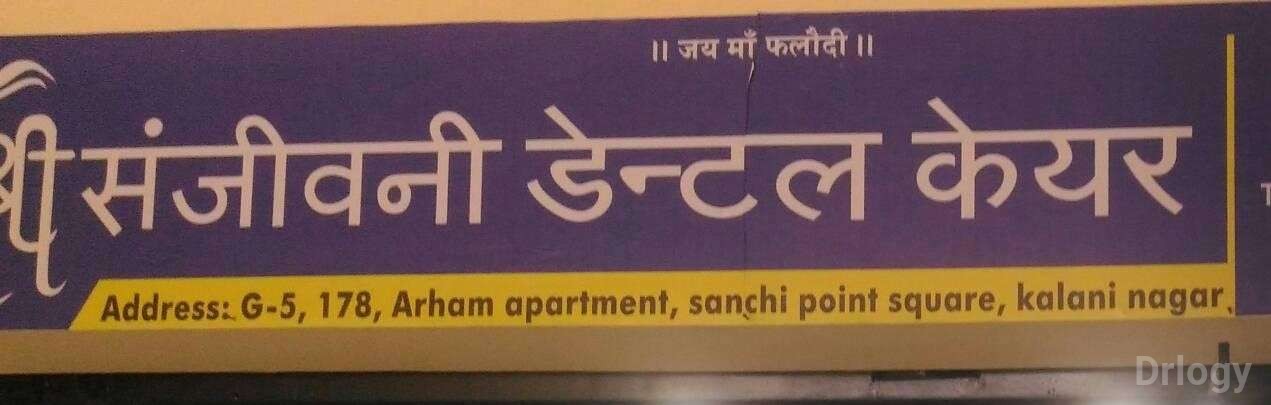 ॥ जय माँ फलौदी ॥
श्री संजीवनी डेन्टल केयर
Address: G-5, 178, Arham apartment, sanchi point square, kalani nagar,
Drlogy